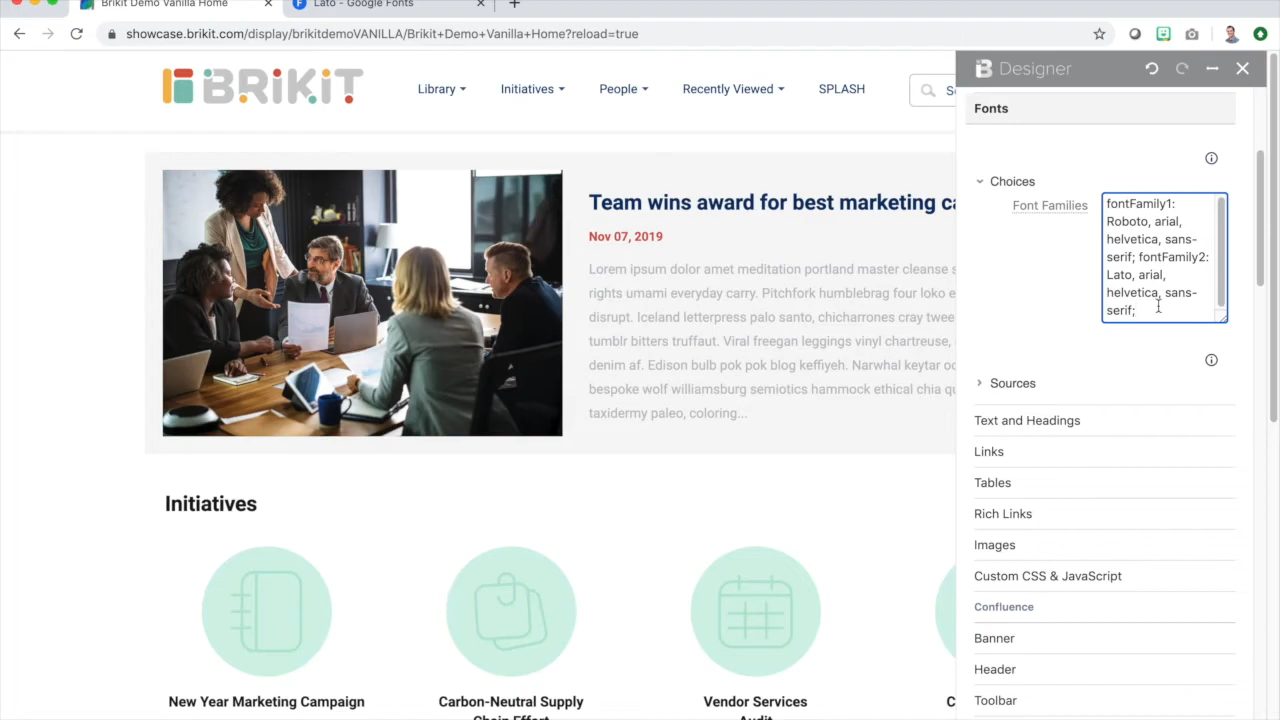 Brikit Demo Vanilla Home
Lato - Google Fonts
showcase.brikit.com/display/brikitdemoVANILLA/Brikit+Demo+Vanilla+Home?reload=true
BRiKiT
Library
Initiatives
People
Recently Viewed
SPLASH
Designer
Fonts
Choices
Font Families
fontFamily1:
Roboto, arial,
helvetica, sans-
serif; fontFamily2:
Lato, arial,
helvetica, sans-
serif;
Sources
Text and Headings
Links
Tables
Rich Links
Images
Custom CSS & JavaScript
Confluence
Banner
Header
Toolbar
Team wins award for best marketing
Nov 07, 2019
Lorem ipsum dolor amet meditation portland master cleanse
rights umami everyday carry. Pitchfork humblebrag four loko
disrupt. Iceland letterpress palo santo, chicharrones cray
tumblr bitters truffaut. Viral freegan leggings vinyl chartreuse,
denim af. Edison bulb pok pok blog keffiyeh. Narwhal keytar
bespoke wolf williamsburg semiotics hammock ethical chia
taxidermy paleo, coloring...
Initiatives
New Year Marketing Campaign
Carbon-Neutral Supply
Chain Effort
Vendor Services
Audit